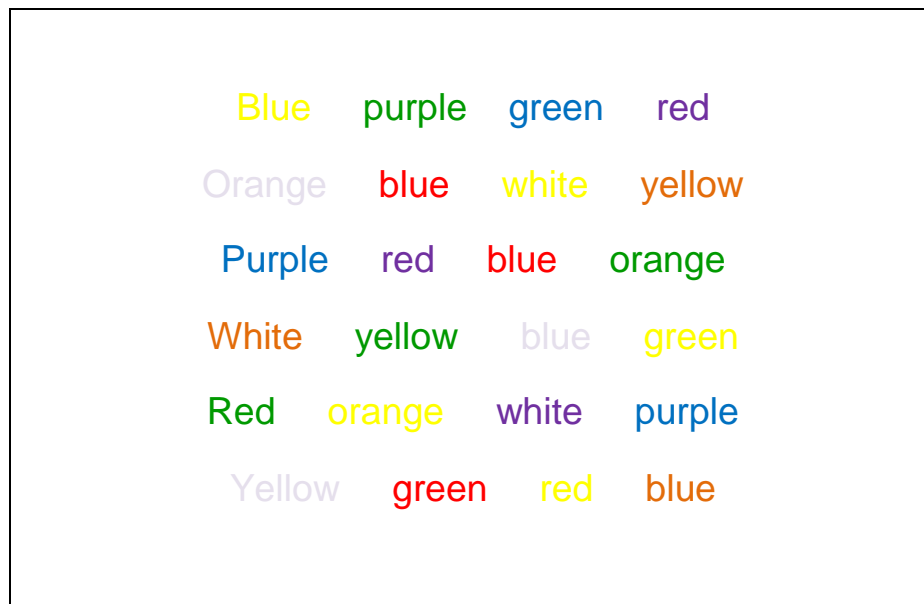 Blue purple green red
Orange blue white yellow
Purple red blue orange
White yellow blue green
Red orange white purple
Yellow green red blue